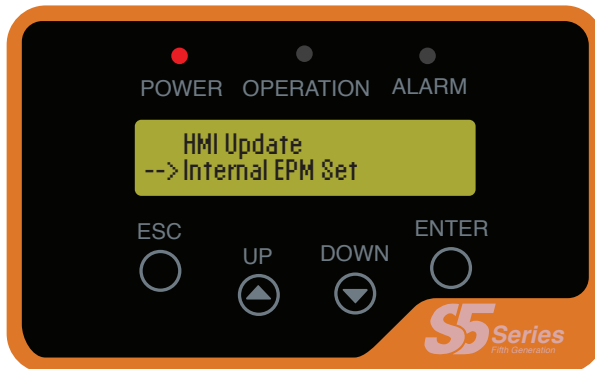 POWER OPERATION ALARM
HMI Update
-->Internal EPM Set
ESC UP DOWN ENTER
S5 Series
Fifth Generation